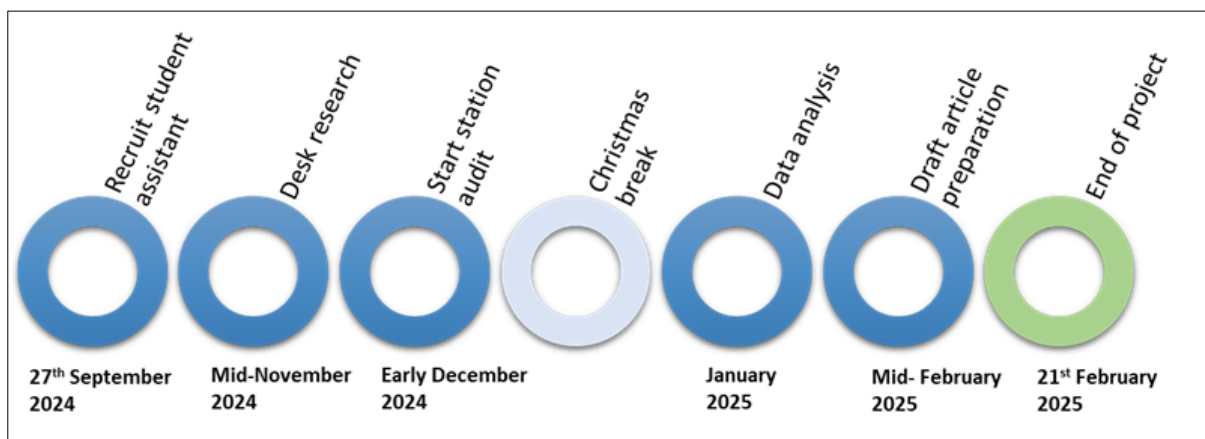 Recruit student
assistant
Desk research
Start station
audit
Christmas
break
Data analysis
Draft article
preparation
End of project
27th September
2024
Mid-November
2024
Early December
2024
January
2025
Mid- February
2025
21st February
2025